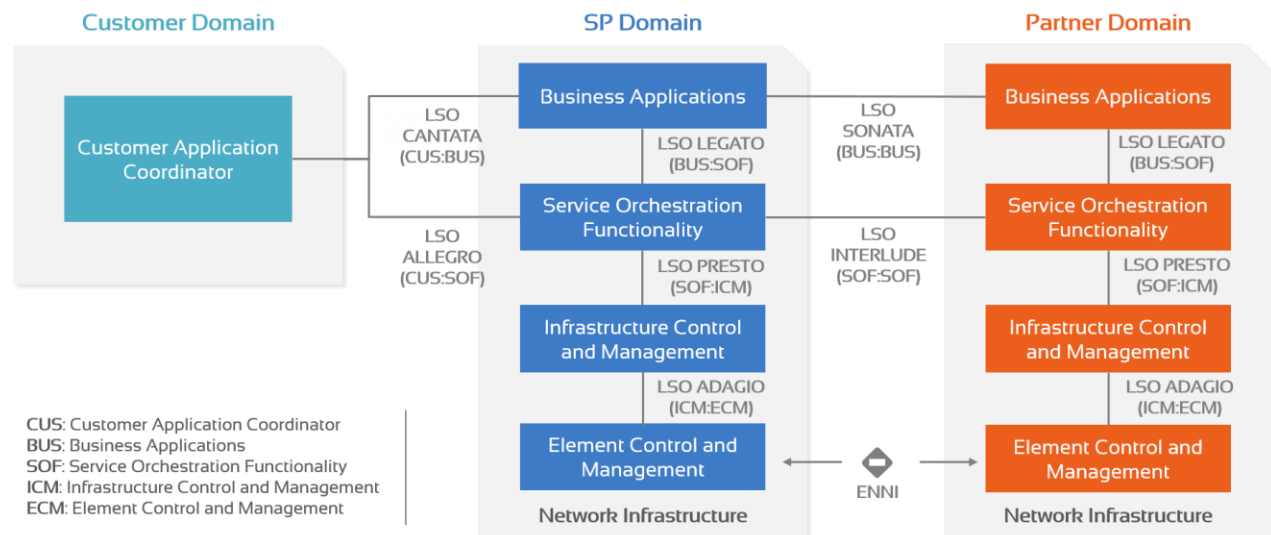 Customer Domain
SP Domain
Partner Domain
Customer Application
Coordinator
LSO
CANTATA
(CUS:BUS)
LSO
ALLEGRO
(CUS:SOF)
Business Applications
LSO LEGATO
(BUS:SOF)
Service Orchestration
Functionality
LSO PRESTO
(SOF:ICM)
Infrastructure Control
and Management
LSO ADAGIO
(ICM:ECM)
Element Control and
Management
Network Infrastructure
LSO
SONATA
(BUS:BUS)
LSO
INTERLUDE
(SOF:SOF)
ENNI
Business Applications
LSO LEGATO
(BUS:SOF)
Service Orchestration
Functionality
LSO PRESTO
(SOF:ICM)
Infrastructure Control
and Management
LSO ADAGIO
(ICM:ECM)
Element Control and
Management
Network Infrastructure
CUS: Customer Application Coordinator
BUS: Business Applications
SOF: Service Orchestration Functionality
ICM: Infrastructure Control and Management
ECM: Element Control and Management